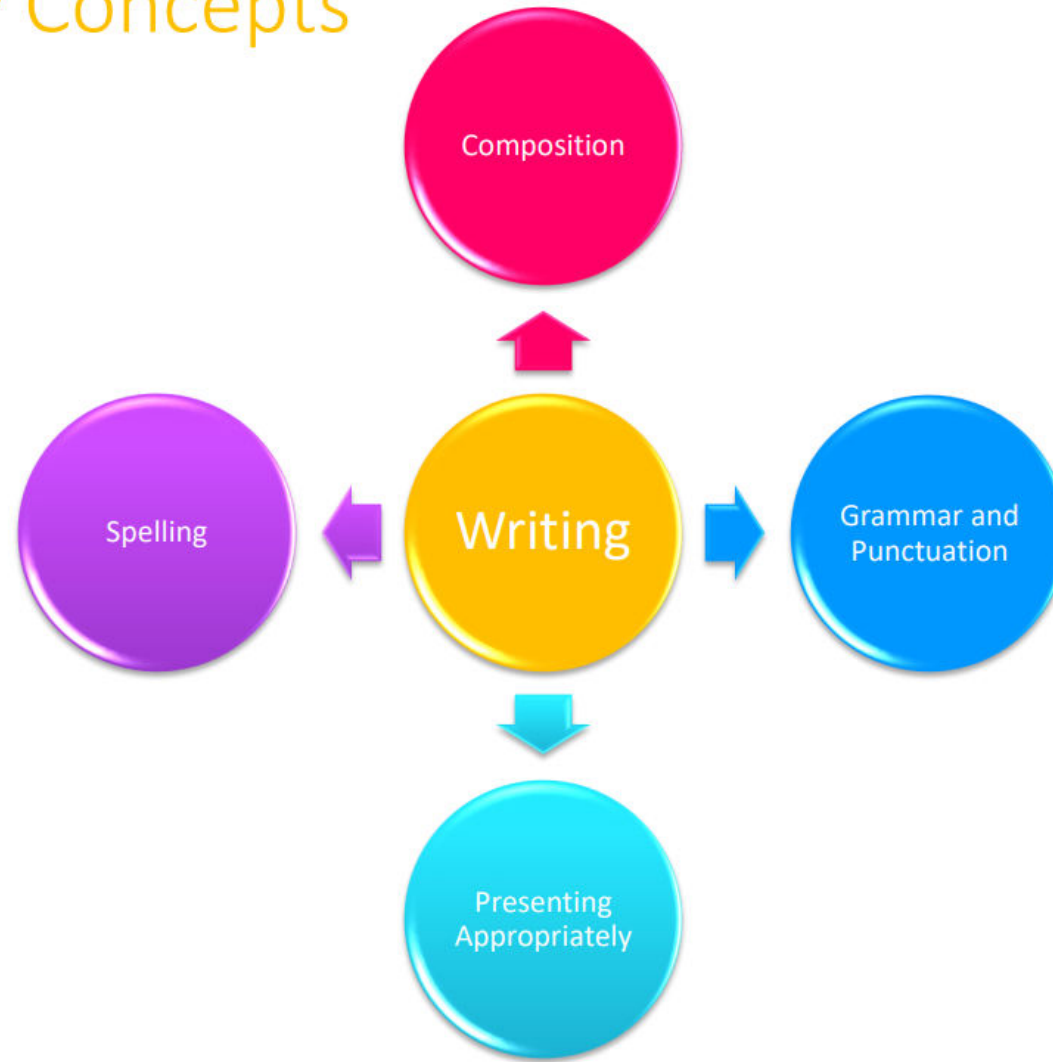 Concepts
Composition
Spelling
Writing
Grammar and
Punctuation
Presenting
Appropriately